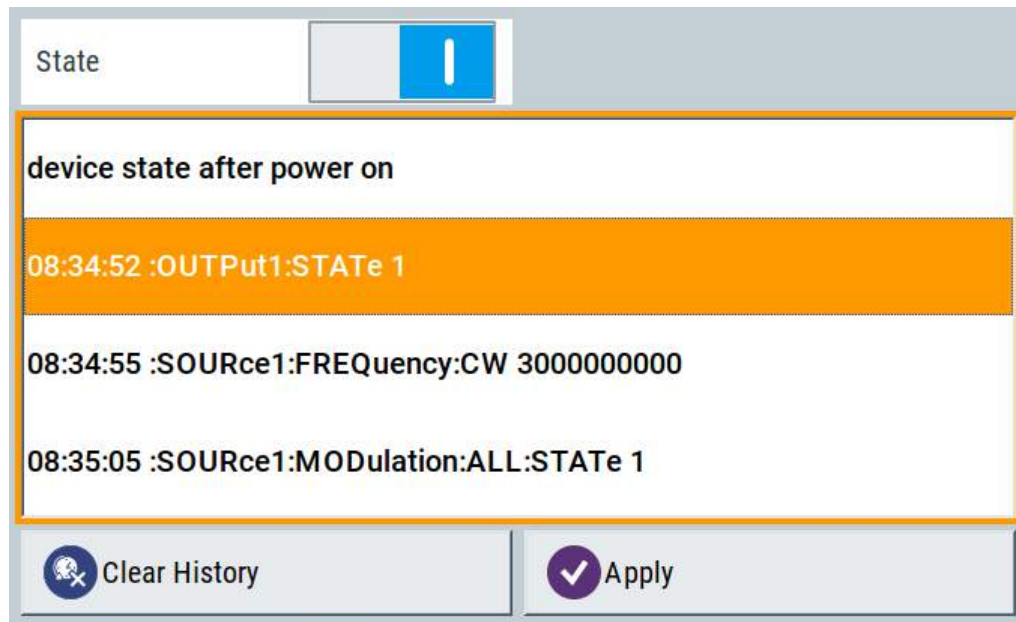 State
device state after power on
08:34:52 :OUTPut1:STATe 1
08:34:55 :SOURce1:FREQuency:CW 3000000000
08:35:05 :SOURce1:MODulation:ALL:STATe 1
Clear History
Apply